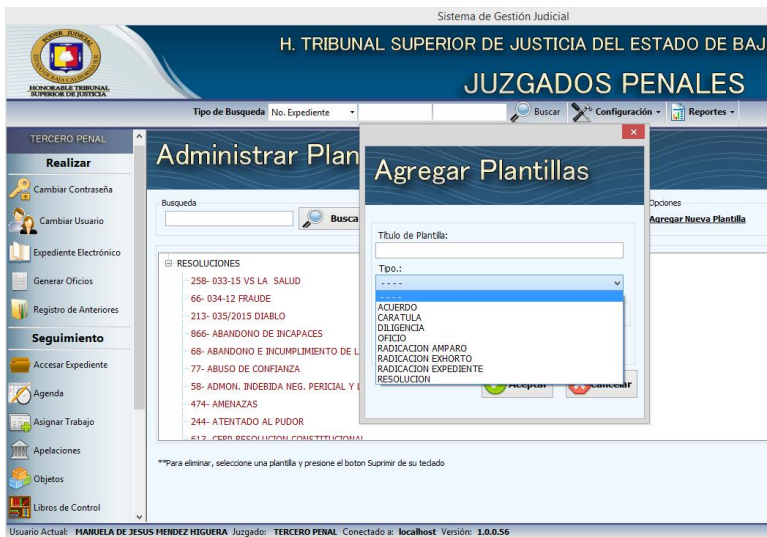 Sistema de Gestión Judicial
PODER JUDICIAL
HONORABLE TRIBUNAL
SUPERIOR DE JUSTICIA
H. TRIBUNAL SUPERIOR DE JUSTICIA DEL ESTADO DE BAJ
JUZGADOS PENALES
Tipo de Busqueda No. Expediente Buscar Configuración Reportes
TERCERO PENAL
Realizar
Cambiar Contraseña
Cambiar Usuario
Expediente Electrónico
Generar Oficios
Registro de Anteriores
Seguimiento
Accesar Expediente
Agenda
Asignar Trabajo
Apelaciones
Objetos
Libros de Control
Administrar Plan
Busqueda
Busca
Opciones
Agregar Nueva Plantilla
RESOLUCIONES
258- 033-15 VS LA SALUD
66- 034-12 FRAUDE
213- 035/2015 DIABLO
866- ABANDONO DE INCAPACES
68- ABANDONO E INCUMPLIMIENTO DE L
77- ABUSO DE CONFIANZA
58- ADMON. INDEBIDA NEG. PERICIAL Y
474- AMENAZAS
244- ATENTADO AL PUDOR
612- CERR RESOLUCION CONSTITUCIONAL
**Para eliminar, seleccione una plantilla y presione el boton Suprimir de su teclado
Agregar Plantillas
Título de Plantilla:
Tipo.:
- - - -
- - - -
ACUERDO
CARATULA
DILIGENCIA
OFICIO
RADICACION AMPARO
RADICACION EXHORTO
RADICACION EXPEDIENTE
RESOLUCION
Aceptar Cancelar
Usuario Actual: MANUELA DE JESUS MENDEZ HIGUERA Juzgado: TERCERO PENAL Conectado a: localhost Versión: 1.0.0.56